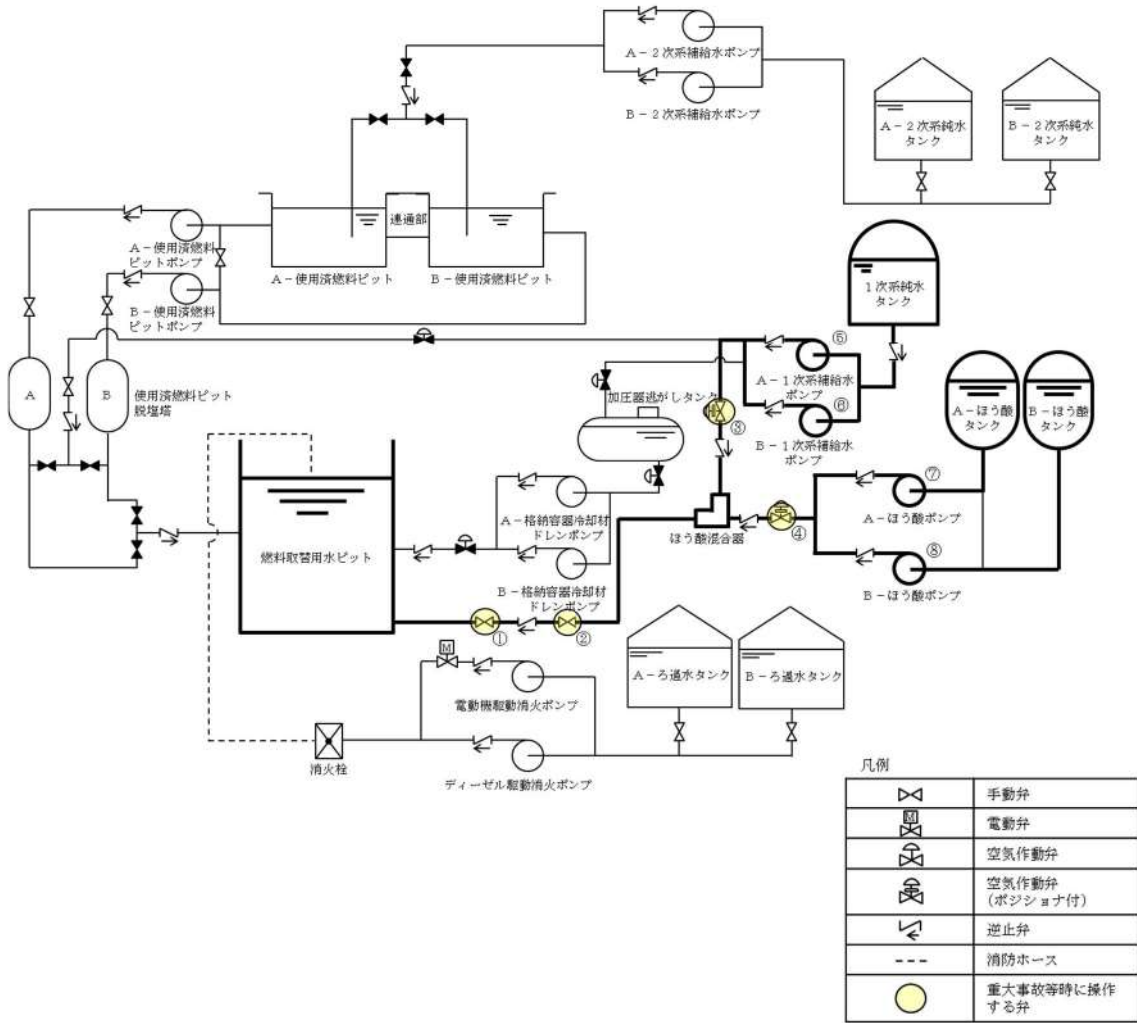 A-2次系補給水ポンプ
B-2次系補給水ポンプ
A-2次系純水
タンク
B-2次系純水
タンク
連通部
A-使用済燃料
ピットポンプ
A-使用済燃料ピット
B-使用済燃料ピット
B-使用済燃料
ピットポンプ
1次系純水
タンク
A
B
使用済燃料ピット
脱塩塔
加圧器逃がしタンク
⑤
A-1次系補給水
ポンプ
③
⑥
B-1次系補給水
ポンプ
A-ほう酸
タンク
B-ほう酸
タンク
⑦
A-ほう酸ポンプ
A-格納容器冷却材
ドレンポンプ
ほう酸混合器
④
燃料取替用水ピット
⑧
B-ほう酸ポンプ
B-格納容器冷却材
ドレンポンプ
①
②
M
電動機駆動消火ポンプ
A-ろ過水タンク
B-ろ過水タンク
消火栓
ディーゼル駆動消火ポンプ
凡例
手動弁
M
電動弁
空気作動弁
空気作動弁
(ポジショナ付)
逆止弁
消防ホース
重大事故等時に操作
する弁